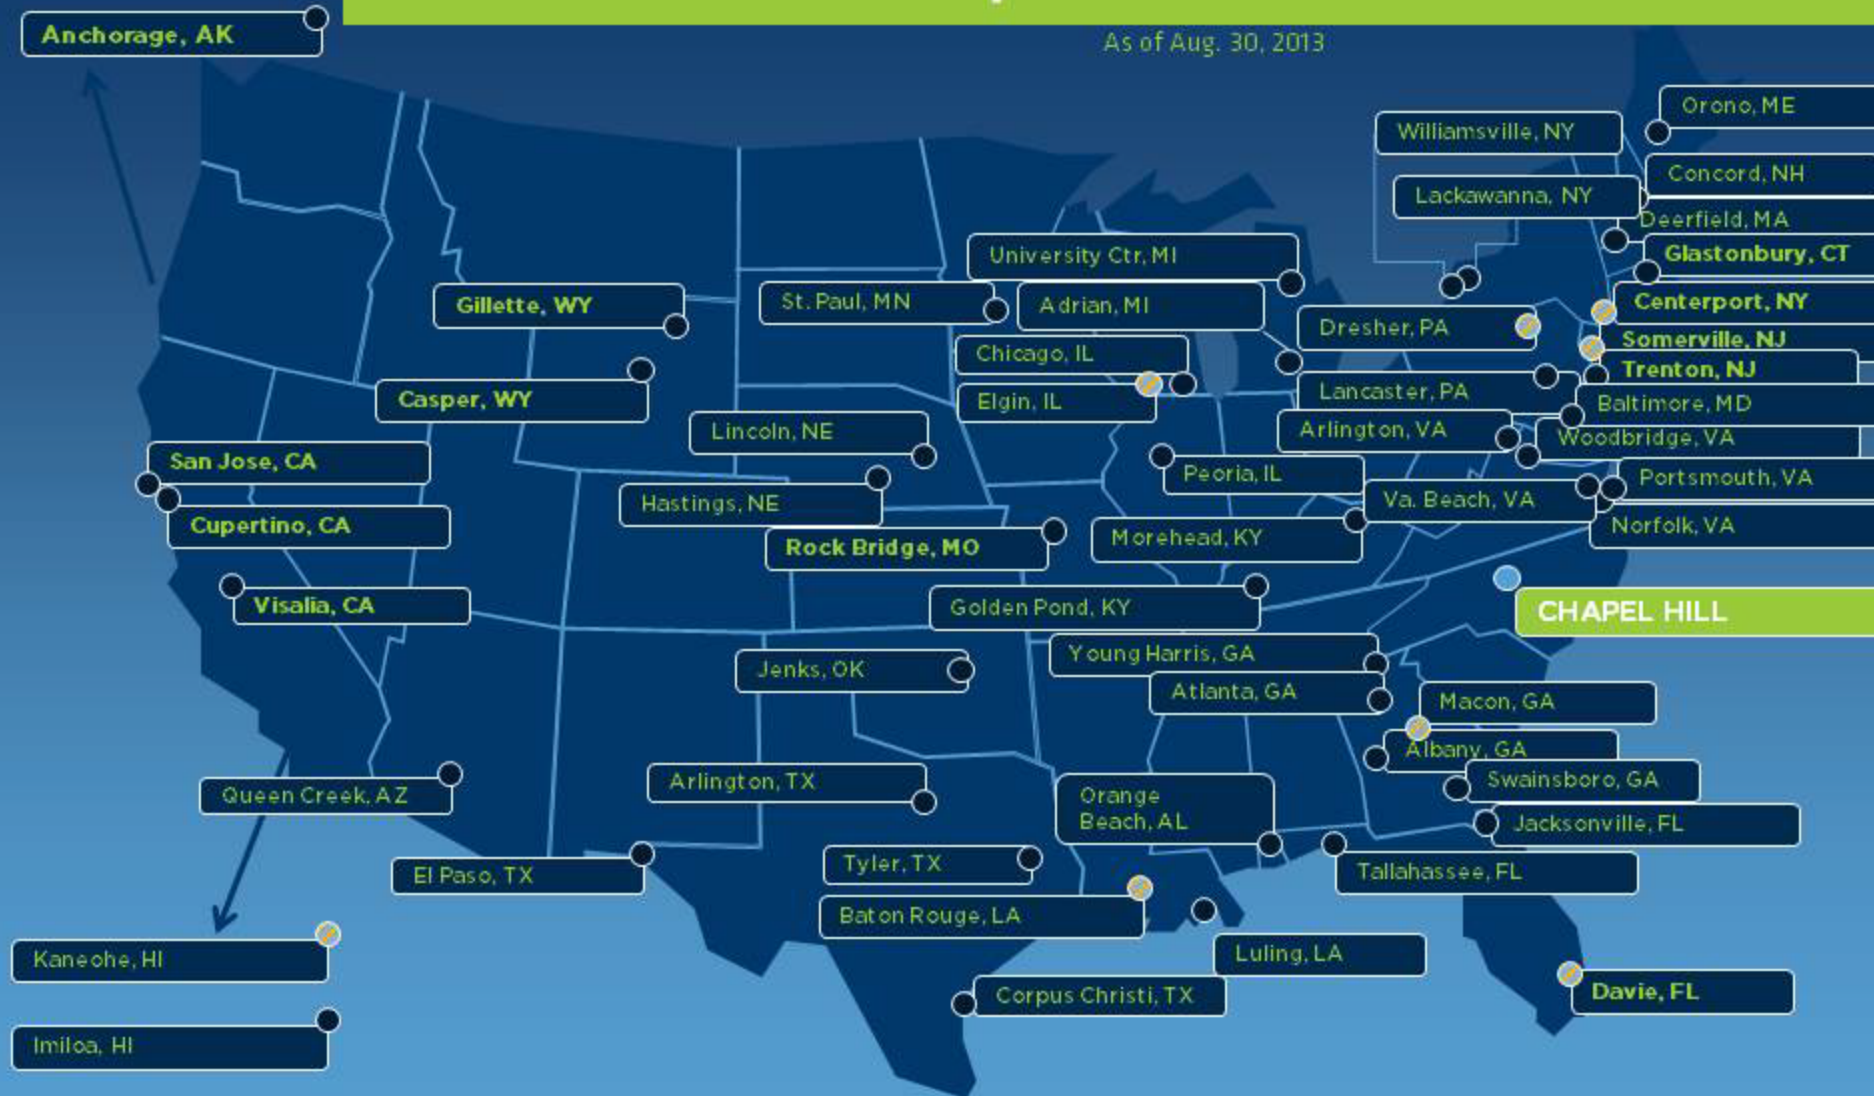 Anchorage, AK
As of Aug. 30, 2013
Orono, ME
Williamsville, NY
Concord, NH
Lackawanna, NY
Deerfield, MA
University Ctr, MI
Glastonbury, CT
Gillette, WY
St. Paul, MN
Adrian, MI
Centerport, NY
Dresher, PA
Somerville, NJ
Chicago, IL
Trenton, NJ
Casper, WY
Elgin, IL
Lancaster, PA
Baltimore, MD
Lincoln, NE
Arlington, VA
Woodbridge, VA
San Jose, CA
Peoria, IL
Portsmouth, VA
Hastings, NE
Va. Beach, VA
Cupertino, CA
Norfolk, VA
Rock Bridge, MO
Morehead, KY
Visalia, CA
Golden Pond, KY
CHAPEL HILL
Young Harris, GA
Jenks, OK
Atlanta, GA
Macon, GA
Albany, GA
Queen Creek, AZ
Arlington, TX
Orange
Beach, AL
Swainsboro, GA
Jacksonville, FL
El Paso, TX
Tyler, TX
Tallahassee, FL
Baton Rouge, LA
Kaneohe, HI
Luling, LA
Corpus Christi, TX
Davie, FL
Imiloa, HI